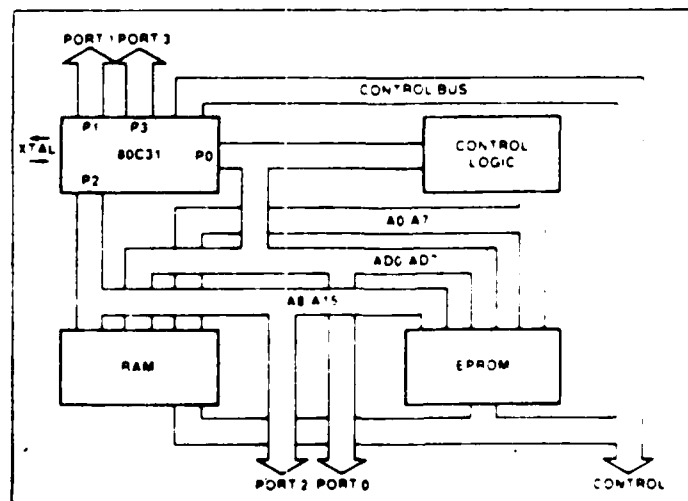 PORT 1 PORT 3
CONTROL BUS
P1 P3
XTAL
80C31
P0
CONTROL
LOGIC
P2
A0 A7
AD0 AD7
A8 A15
RAM
EPROM
PORT 2 PORT 0
CONTROL